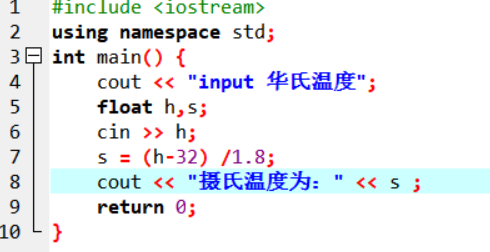 1 #include <iostream>
2 using namespace std;
3 int main() {
4 cout << "input 华氏温度";
5 float h,s;
6 cin >> h;
7 s = (h-32) /1.8;
8 cout << "摄氏温度为：" << s ;
9 return 0;
10 }